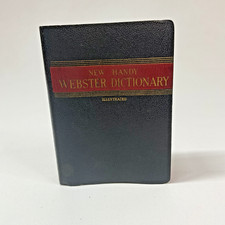 NEW HANDY
WEBSTER DICTIONARY
ILLUSTRATED